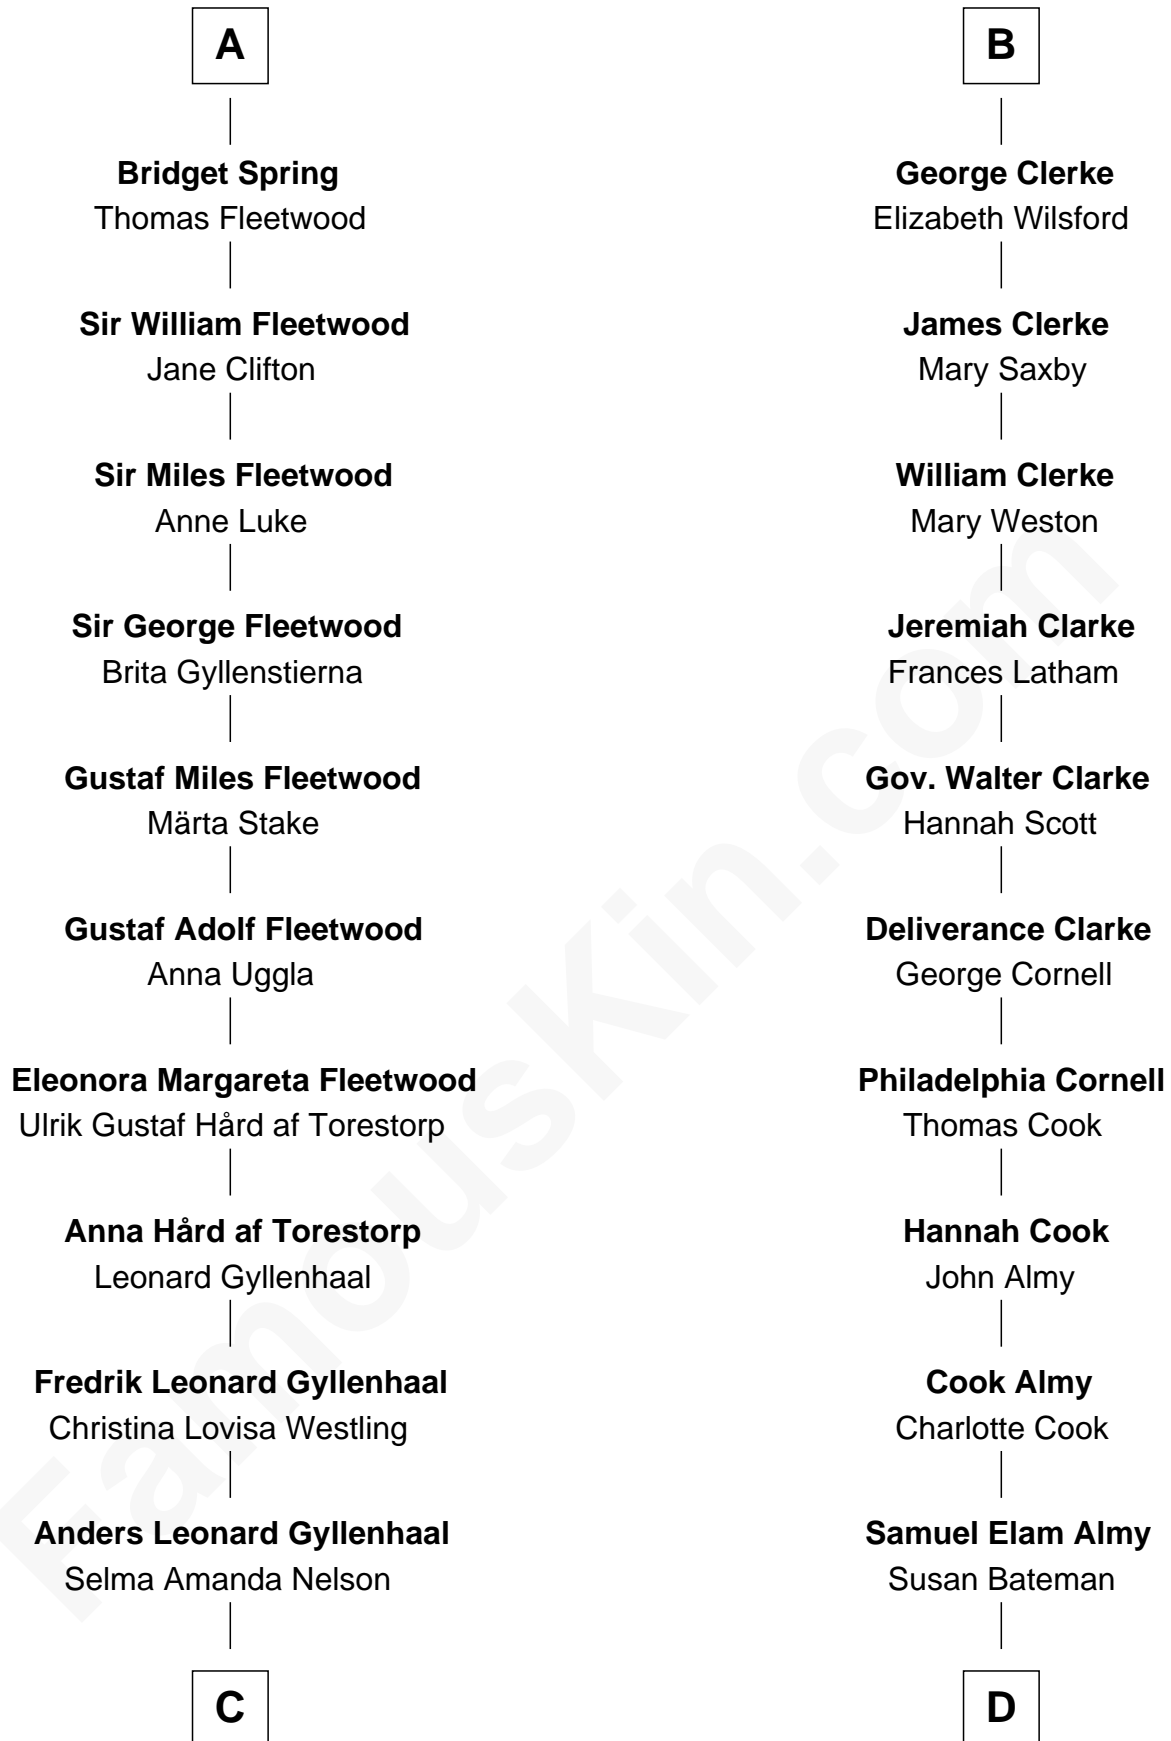 A
Bridget Spring
Thomas Fleetwood
Sir William Fleetwood
Jane Clifton
Sir Miles Fleetwood
Anne Luke
Sir George Fleetwood
Brita Gyllenstierna
Gustaf Miles Fleetwood
Märta Stake
Gustaf Adolf Fleetwood
Anna Uggla
Eleonora Margareta Fleetwood
Ulrik Gustaf Hård af Torestorp
Anna Hård af Torestorp
Leonard Gyllenhaal
Fredrik Leonard Gyllenhaal
Christina Lovisa Westling
Anders Leonard Gyllenhaal
Selma Amanda Nelson
C
B
George Clerke
Elizabeth Wilsford
James Clerke
Mary Saxby
William Clerke
Mary Weston
Jeremiah Clarke
Frances Latham
Gov. Walter Clarke
Hannah Scott
Deliverance Clarke
George Cornell
Philadelphia Cornell
Thomas Cook
Hannah Cook
John Almy
Cook Almy
Charlotte Cook
Samuel Elam Almy
Susan Bateman
D
FamousKin.com